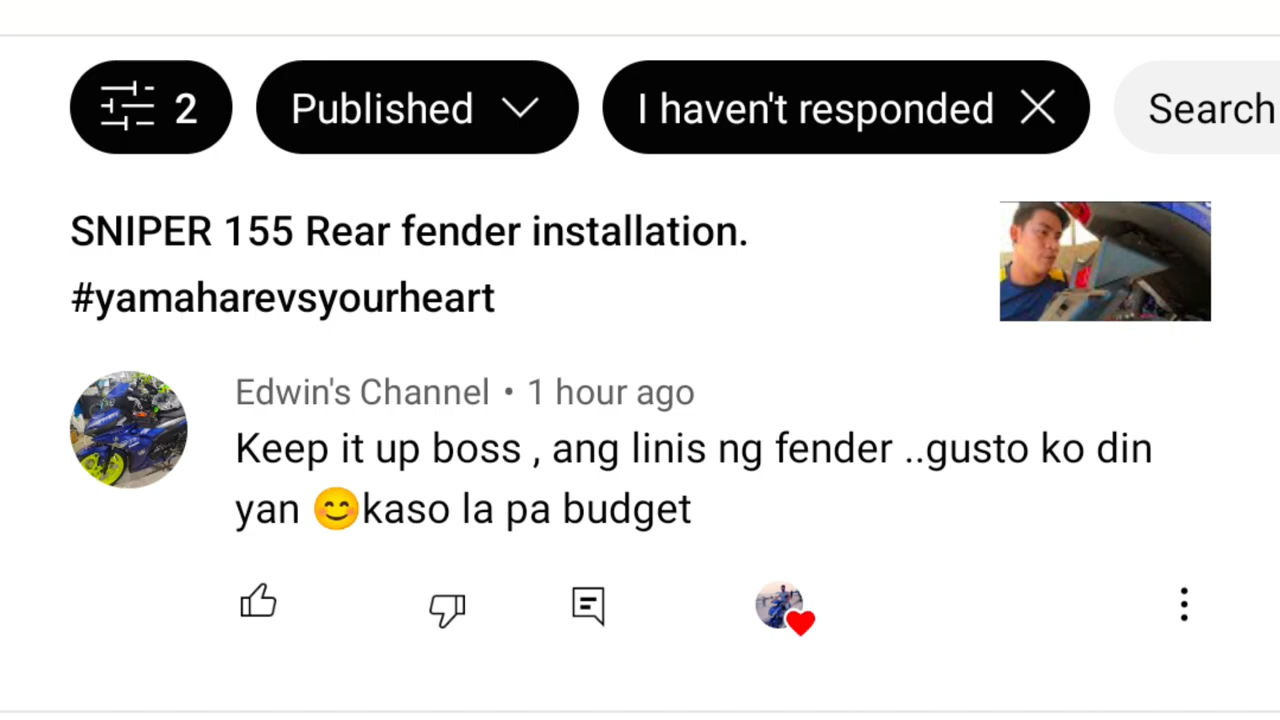 2
Published
I haven't responded
Search
SNIPER 155 Rear fender installation.
#yamaharevsyourheart
Edwin's Channel • 1 hour ago
Keep it up boss , ang linis ng fender ..gusto ko din
yan 😊kaso la pa budget